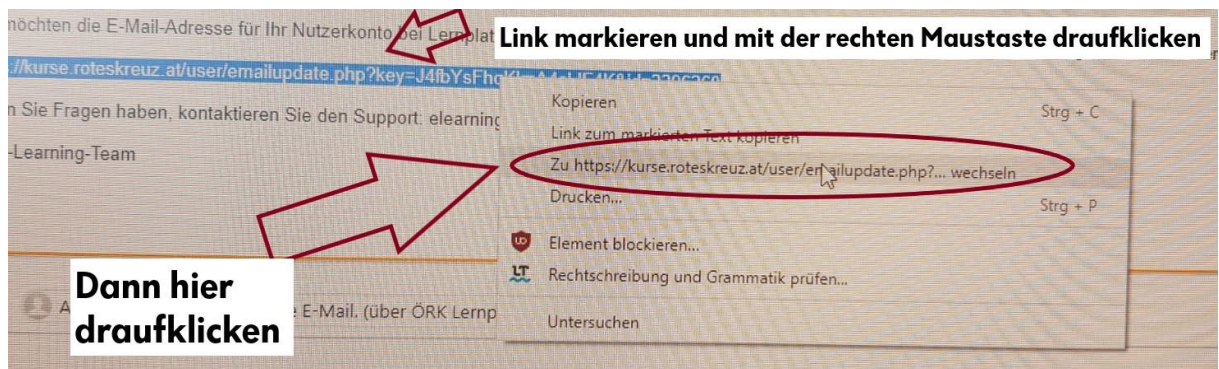 möchten die E-Mail-Adresse für Ihr Nutzerkonto bei Lernplat
Link markieren und mit der rechten Maustaste draufklicken
://kurse.roteskreuz.at/user/emailupdate.php?key=J4fbYsFhg
n Sie Fragen haben, kontaktieren Sie den Support: elearning
-Learning-Team
Kopieren Strg + C
Link zum markierten Text kopieren
Zu https://kurse.roteskreuz.at/user/emailupdate.php?... wechseln
Drucken... Strg + P
Element blockieren...
Rechtschreibung und Grammatik prüfen...
Untersuchen
Dann hier
draufklicken
A
E-Mail. (über ÖRK Lernp